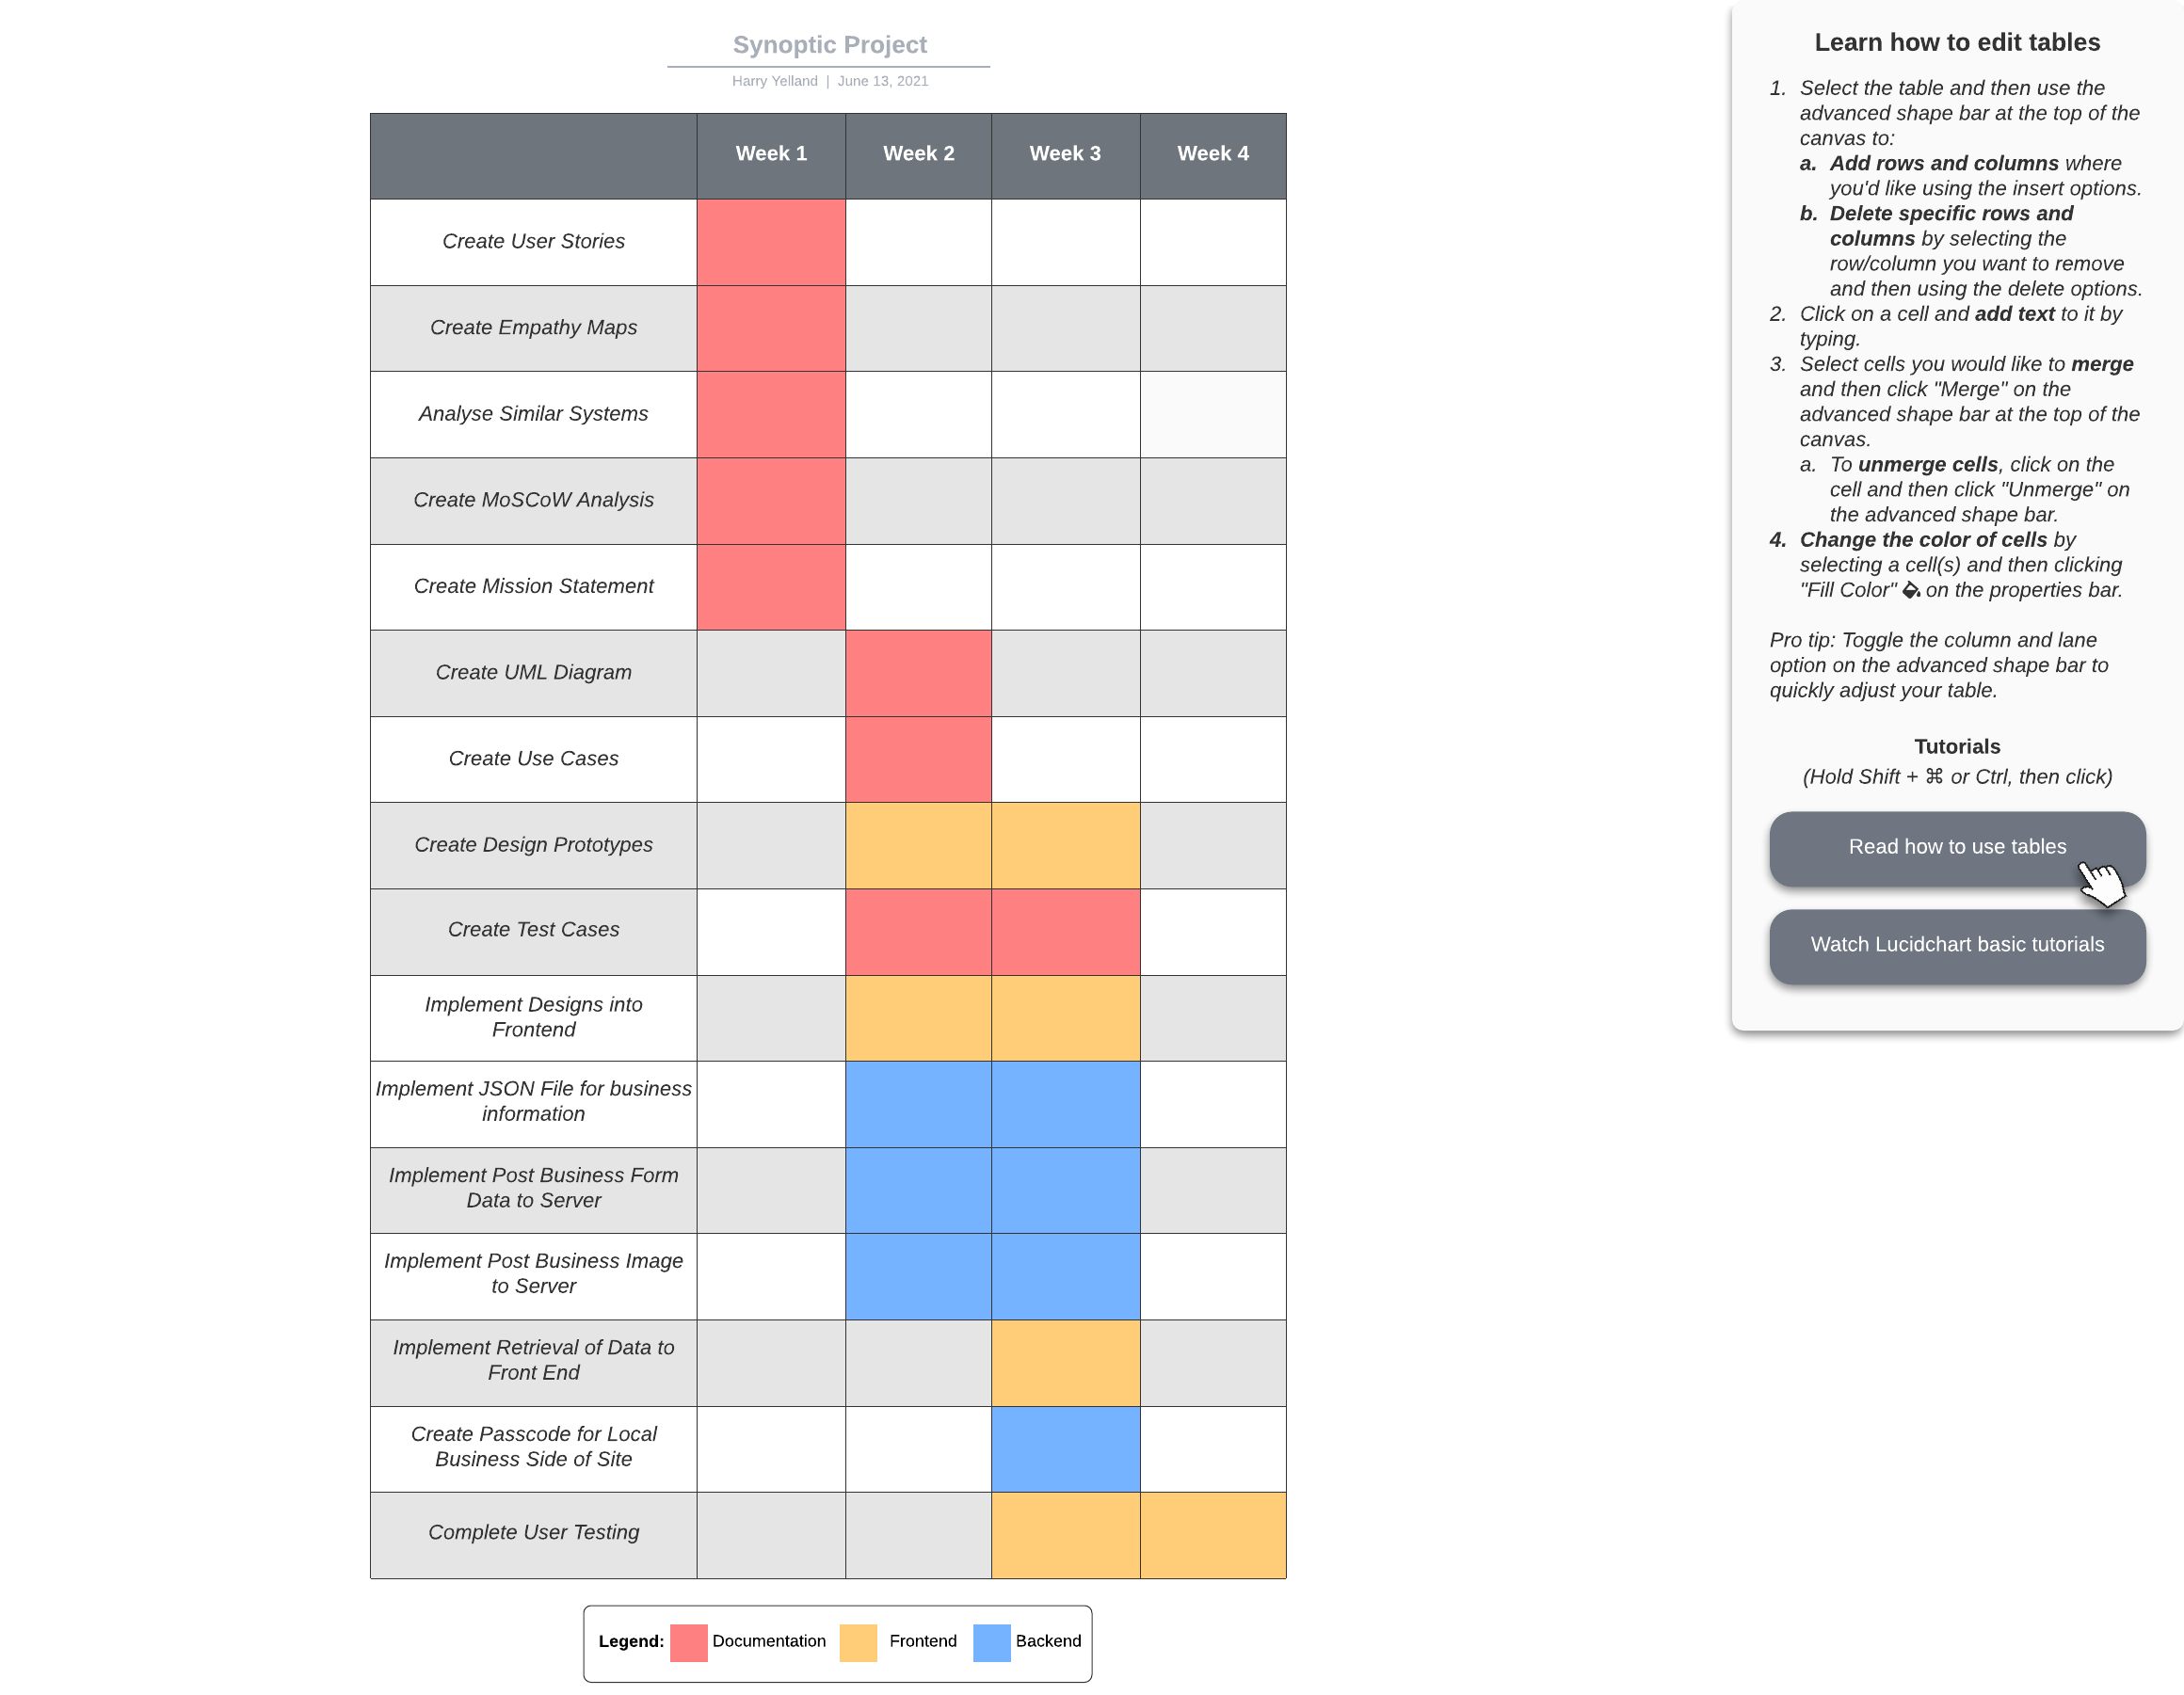 Synoptic Project
Harry Yelland | June 13, 2021
Week 1
Week 2
Week 3
Week 4
Create User Stories
Create Empathy Maps
Analyse Similar Systems
Create MoSCoW Analysis
Create Mission Statement
Create UML Diagram
Create Use Cases
Create Design Prototypes
Create Test Cases
Implement Designs into
Frontend
Implement JSON File for business
information
Implement Post Business Form
Data to Server
Implement Post Business Image
to Server
Implement Retrieval of Data to
Front End
Create Passcode for Local
Business Side of Site
Complete User Testing
Legend:
Documentation
Frontend
Backend
Learn how to edit tables
1. Select the table and then use the
advanced shape bar at the top of the
canvas to:
a. Add rows and columns where
you'd like using the insert options.
b. Delete specific rows and
columns by selecting the
row/column you want to remove
and then using the delete options.
2. Click on a cell and add text to it by
typing.
3. Select cells you would like to merge
and then click "Merge" on the
advanced shape bar at the top of the
canvas.
a. To unmerge cells, click on the
cell and then click "Unmerge" on
the advanced shape bar.
4. Change the color of cells by
selecting a cell(s) and then clicking
"Fill Color" on the properties bar.
Pro tip: Toggle the column and lane
option on the advanced shape bar to
quickly adjust your table.
Tutorials
(Hold Shift + ⌘ or Ctrl, then click)
Read how to use tables
Watch Lucidchart basic tutorials